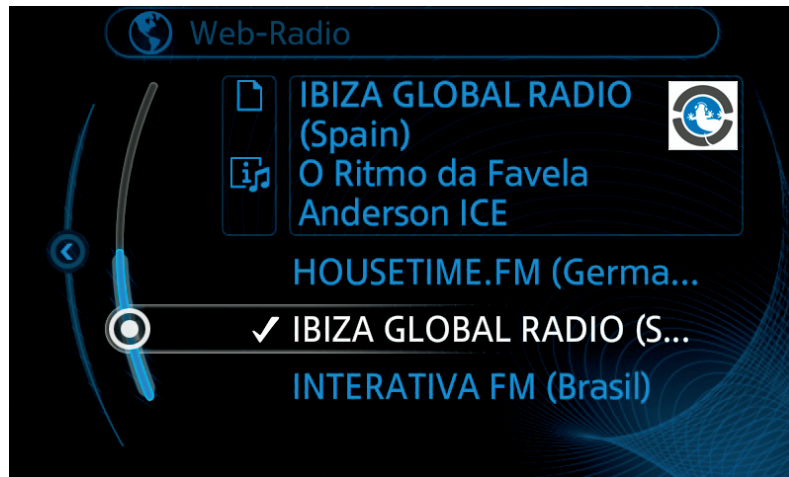 Web-Radio
IBIZA GLOBAL RADIO
(Spain)
O Ritmo da Favela
Anderson ICE
HOUSETIME.FM (Germa...
IBIZA GLOBAL RADIO (S...
INTERATIVA FM (Brasil)